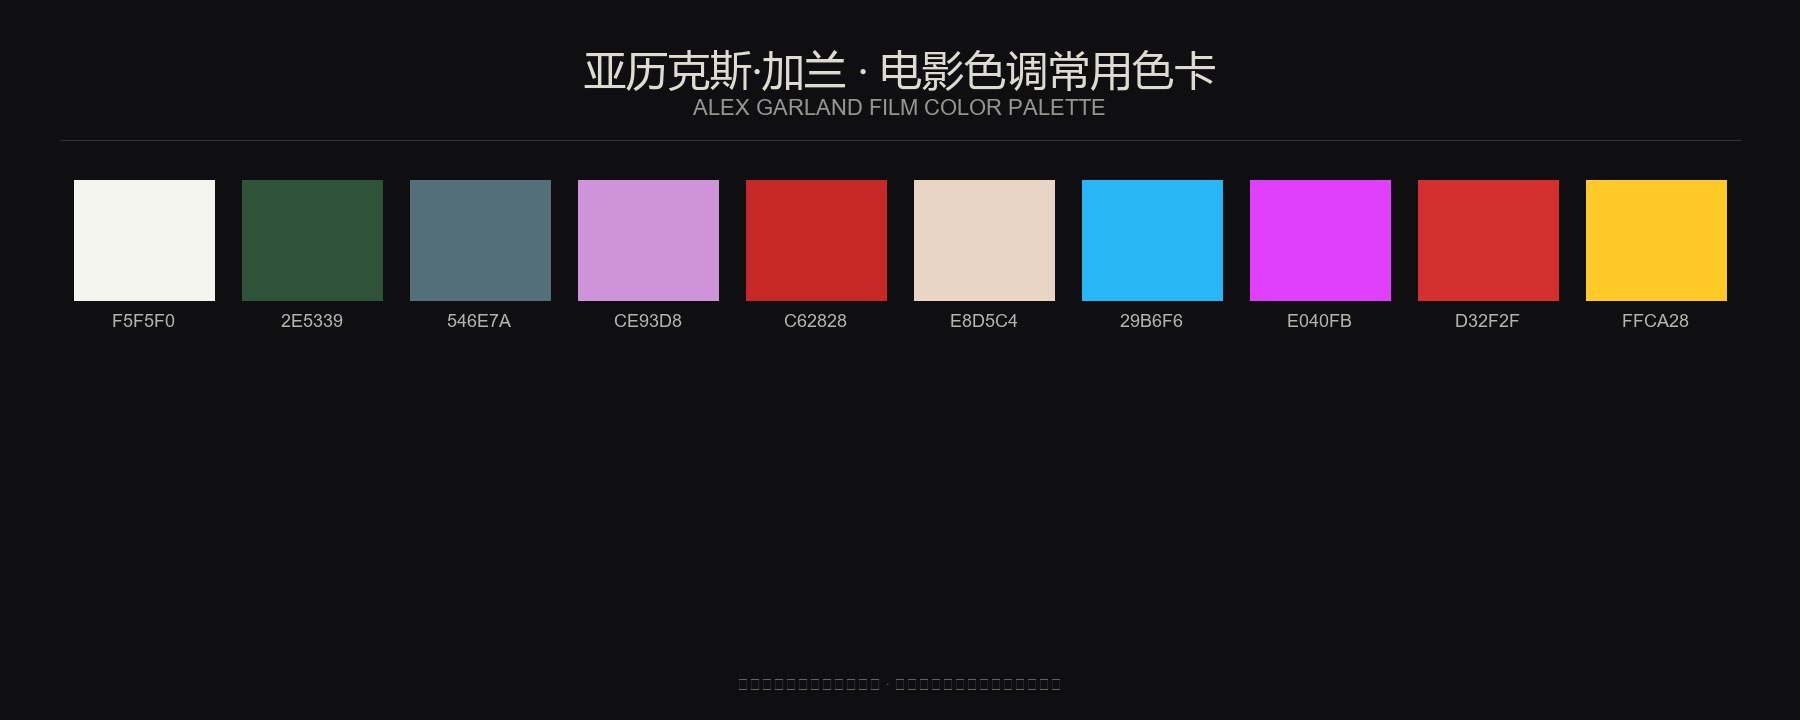 亚历克斯·加兰 · 电影色调常用色卡
ALEX GARLAND FILM COLOR PALETTE
F5F5F0 2E5339 546E7A CE93D8 C62828 E8D5C4 29B6F6 E040FB D32F2F FFCA28